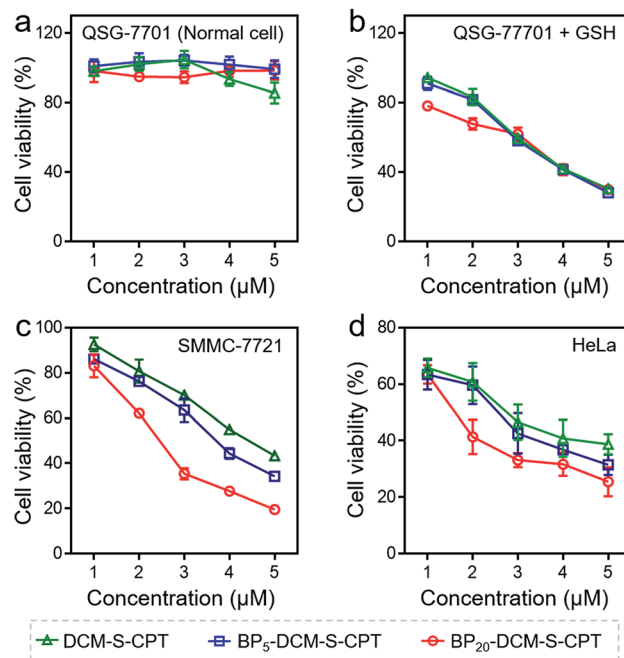 a
QSG-7701 (Normal cell)
120
80
40
0
Cell viability (%)
1 2 3 4 5
Concentration (μM)
b
QSG-77701 + GSH
120
80
40
0
Cell viability (%)
1 2 3 4 5
Concentration (μM)
c
SMMC-7721
100
80
60
40
20
0
Cell viability (%)
1 2 3 4 5
Concentration (μM)
d
HeLa
80
60
40
20
0
Cell viability (%)
1 2 3 4 5
Concentration (μM)
DCM-S-CPT BP₅-DCM-S-CPT BP₂₀-DCM-S-CPT